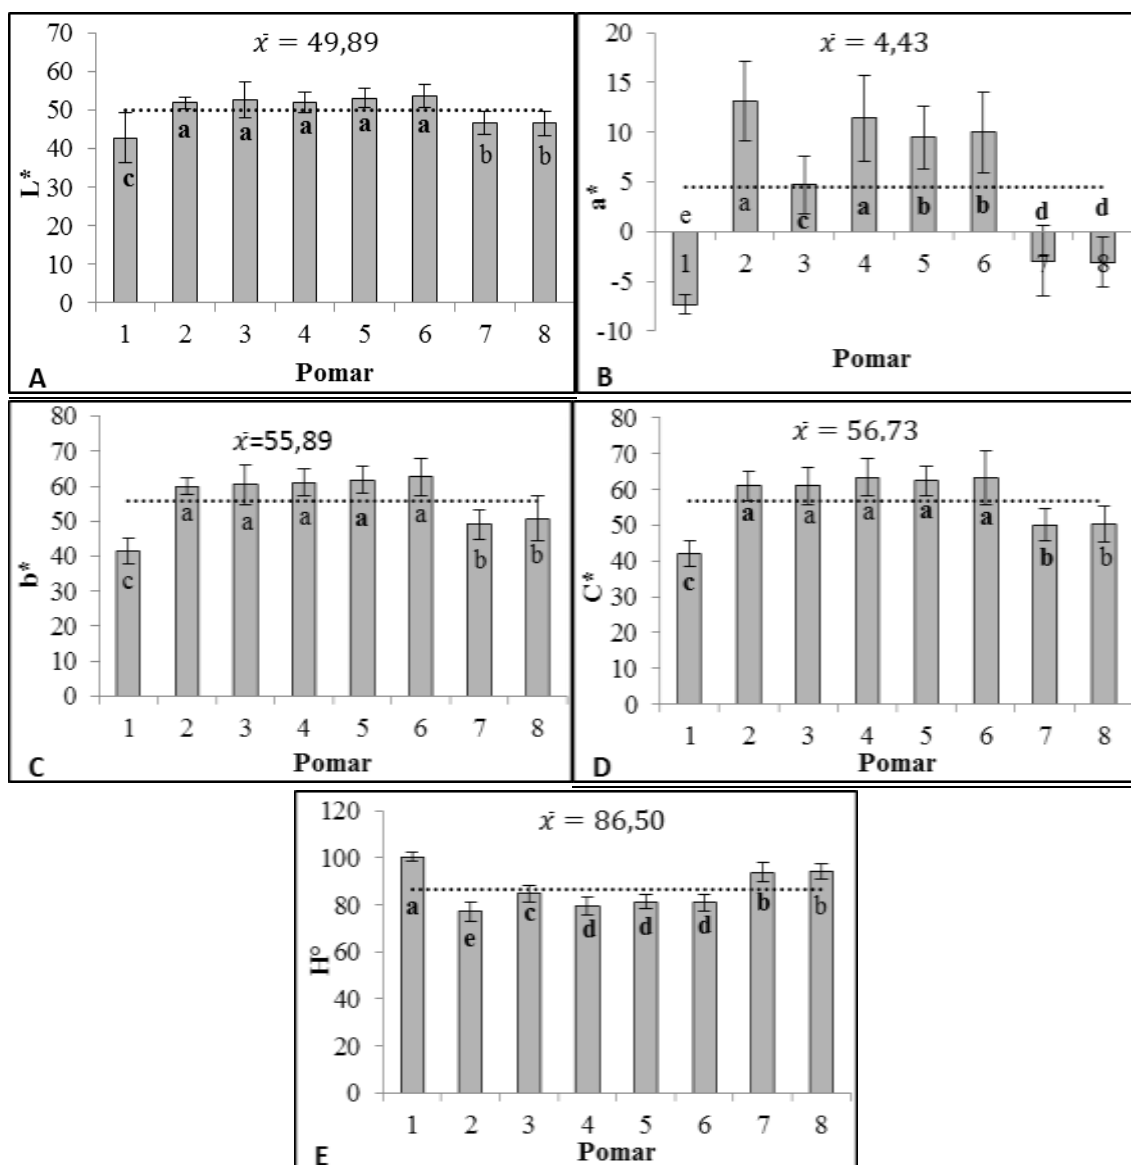 x̄ = 49,89
70
60
50
40
30
20
10
0
L*
c a a a a a b b
1 2 3 4 5 6 7 8
Pomar
A
x̄ = 4,43
20
15
10
5
0
-5
-10
a*
e a c a b b d d
1 2 3 4 5 6 7 8
Pomar
B
x̄=55,89
80
70
60
50
40
30
20
10
0
b*
c a a a a a b b
1 2 3 4 5 6 7 8
Pomar
C
x̄ = 56,73
80
70
60
50
40
30
20
10
0
C*
c a a a a a b b
1 2 3 4 5 6 7 8
Pomar
D
x̄ = 86,50
120
100
80
60
40
20
0
H°
a e c d d d b b
1 2 3 4 5 6 7 8
Pomar
E